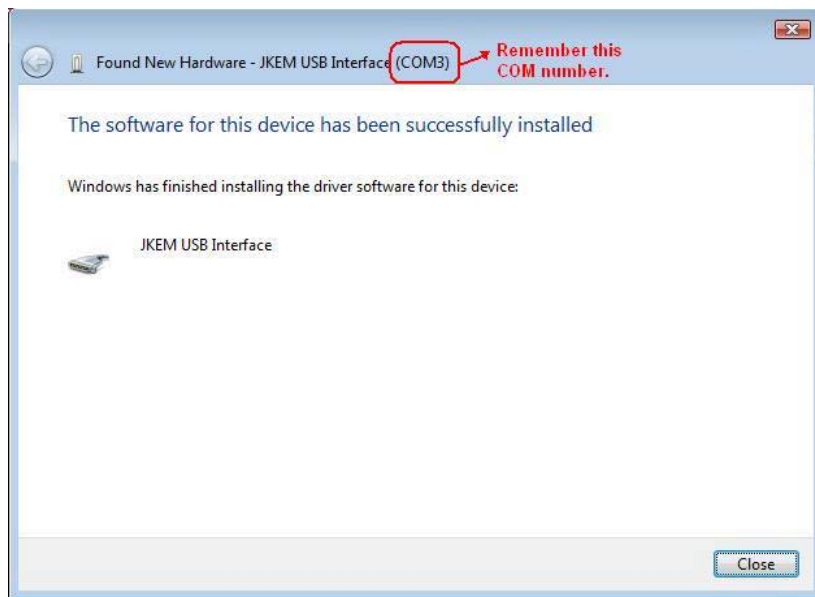 Found New Hardware - JKEM USB Interface (COM3)
Remember this
COM number.
The software for this device has been successfully installed
Windows has finished installing the driver software for this device:
JKEM USB Interface
Close